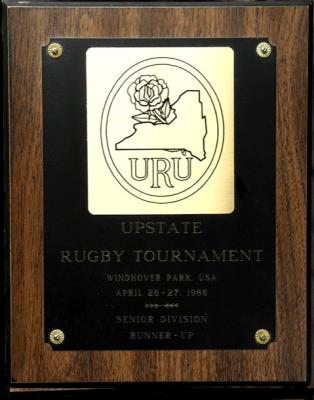 URU
UPSTATE
RUGBY TOURNAMENT
WINDHOVER PARK, USA
APRIL 26-27, 1986
SENIOR DIVISION
RUNNER-UP